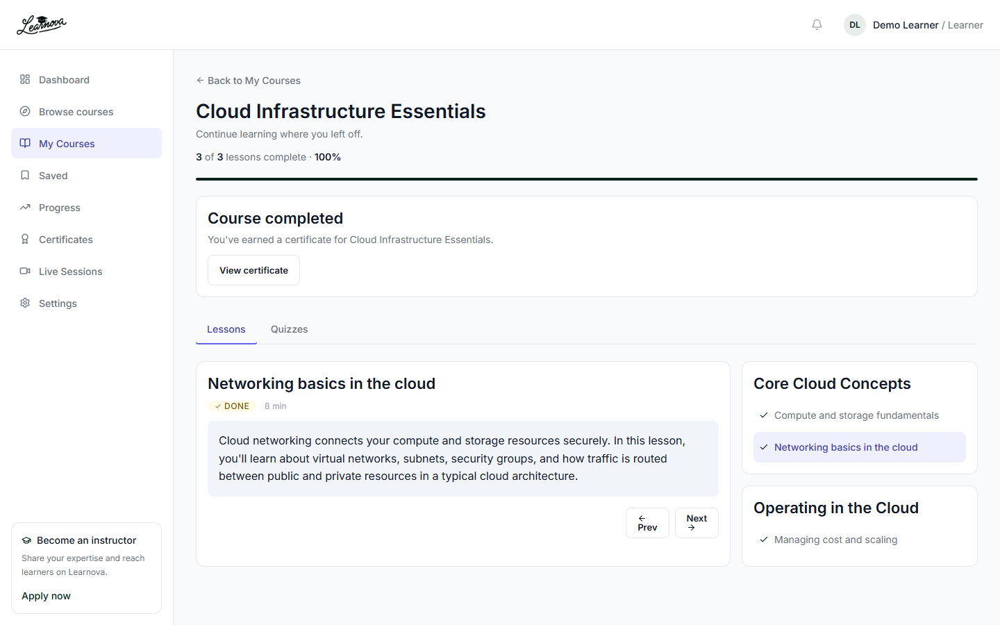 Learnova
DL
Demo Learner / Learner
Dashboard
Browse courses
My Courses
Saved
Progress
Certificates
Live Sessions
Settings
Become an instructor
Share your expertise and reach
learners on Learnova.
Apply now
← Back to My Courses
Cloud Infrastructure Essentials
Continue learning where you left off.
3 of 3 lessons complete · 100%
Course completed
You've earned a certificate for Cloud Infrastructure Essentials.
View certificate
Lessons
Quizzes
Networking basics in the cloud
✓ DONE
8 min
Cloud networking connects your compute and storage resources securely. In this lesson,
you'll learn about virtual networks, subnets, security groups, and how traffic is routed
between public and private resources in a typical cloud architecture.
←
Prev
Next
→
Core Cloud Concepts
✓ Compute and storage fundamentals
✓ Networking basics in the cloud
Operating in the Cloud
✓ Managing cost and scaling